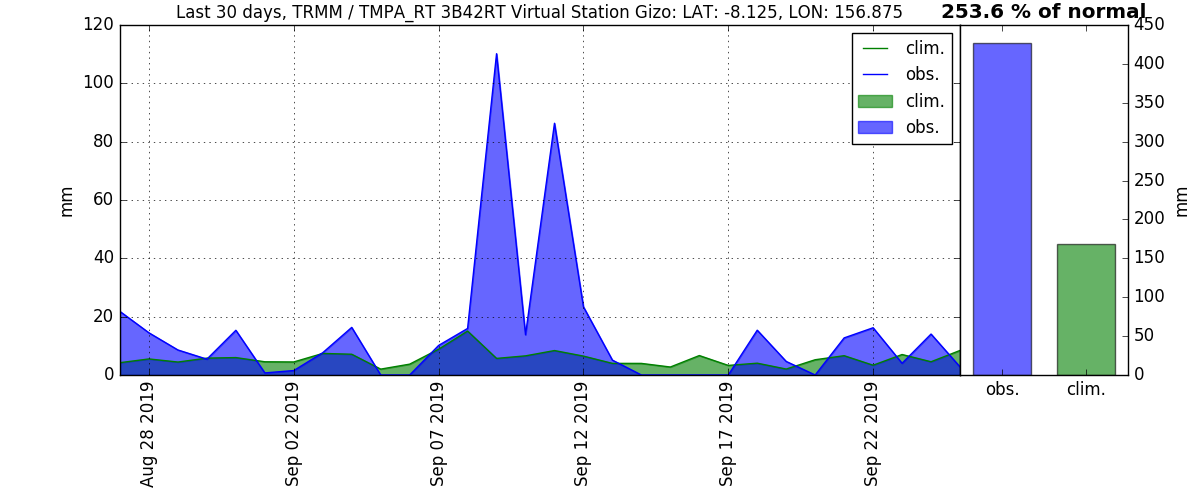 Last 30 days, TRMM / TMPA_RT 3B42RT Virtual Station Gizo: LAT: -8.125, LON: 156.875
253.6 % of normal
120
100
80
60
40
20
0
mm
clim.
obs.
clim.
obs.
450
400
350
300
250
200
150
100
50
0
mm
Aug 28 2019
Sep 02 2019
Sep 07 2019
Sep 12 2019
Sep 17 2019
Sep 22 2019
obs.
clim.